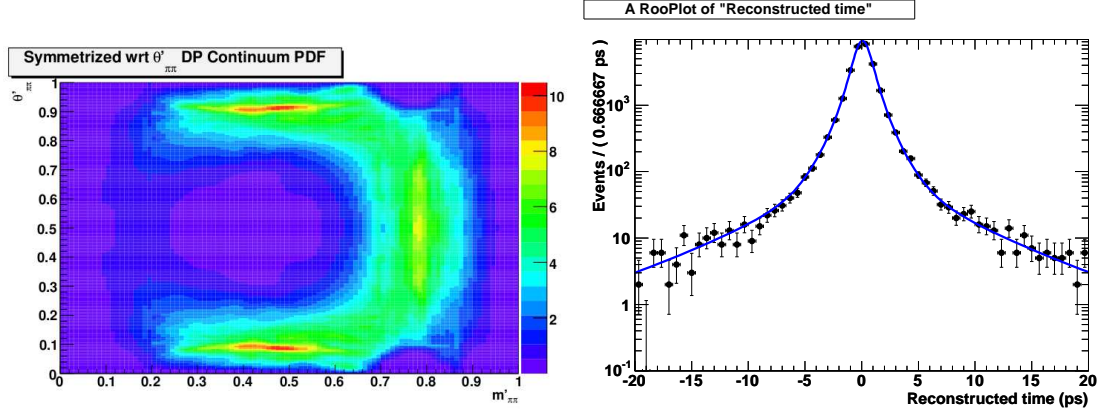 Symmetrized wrt θ'ππ DP Continuum PDF
θ'ππ
1
0.9
0.8
0.7
0.6
0.5
0.4
0.3
0.2
0.1
0
0 0.1 0.2 0.3 0.4 0.5 0.6 0.7 0.8 0.9 1
m'ππ
10
8
6
4
2
A RooPlot of "Reconstructed time"
Events / ( 0.666667 ps )
10³
10²
10
1
10⁻¹
-20 -15 -10 -5 0 5 10 15 20
Reconstructed time (ps)